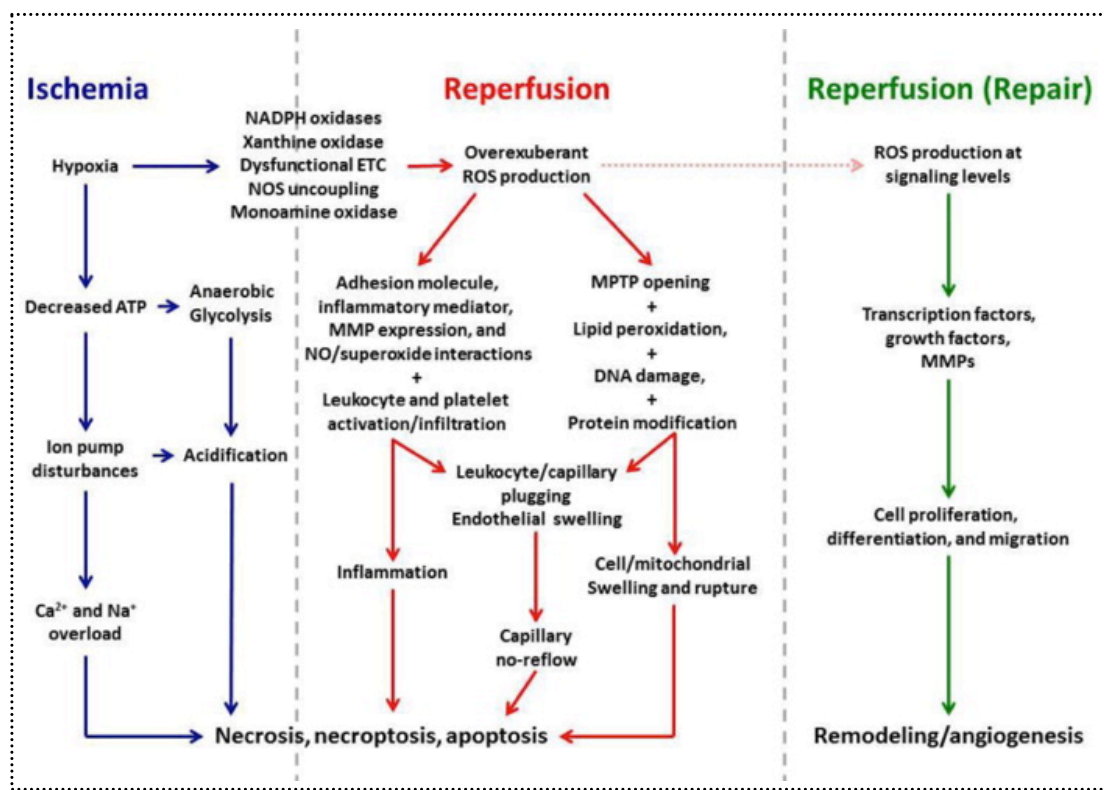 Ischemia
Reperfusion
Reperfusion (Repair)
Hypoxia
NADPH oxidases
Xanthine oxidase
Dysfunctional ETC
NOS uncoupling
Monoamine oxidase
Overexuberant
ROS production
ROS production at
signaling levels
Decreased ATP
Anaerobic
Glycolysis
Adhesion molecule,
inflammatory mediator,
MMP expression, and
NO/superoxide interactions
+
Leukocyte and platelet
activation/infiltration
MPTP opening
+
Lipid peroxidation,
+
DNA damage,
+
Protein modification
Transcription factors,
growth factors,
MMPs
Ion pump
disturbances
Acidification
Leukocyte/capillary
plugging
Endothelial swelling
Cell proliferation,
differentiation, and migration
Inflammation
Cell/mitochondrial
Swelling and rupture
Ca²⁺ and Na⁺
overload
Capillary
no-reflow
Necrosis, necroptosis, apoptosis
Remodeling/angiogenesis